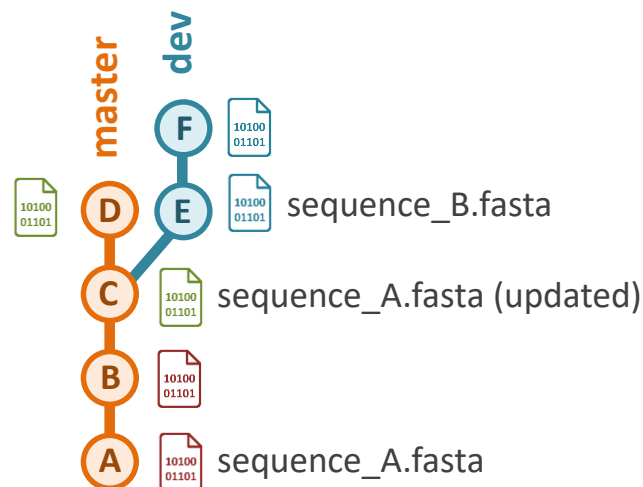 master
dev
F
10100
01101
10100
01101
D
E
10100
01101
sequence_B.fasta
C
10100
01101
sequence_A.fasta (updated)
B
10100
01101
A
10100
01101
sequence_A.fasta